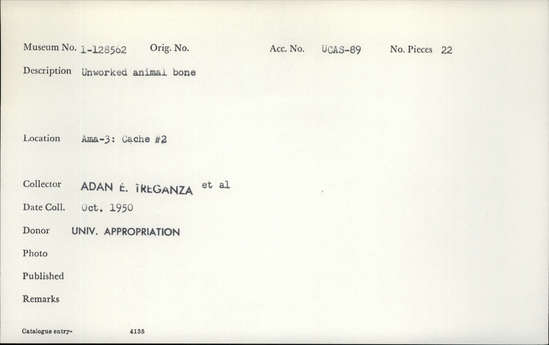 Museum No. 1-128562 Orig. No. Acc. No. UCAS-89 No. Pieces 22
Description Unworked animal bone
Location Ama-3: Cache #2
Collector ADAN E. TREGANZA et al
Date Coll. Oct. 1950
Donor UNIV. APPROPRIATION
Photo
Published
Remarks
Catalogue entry- 4138